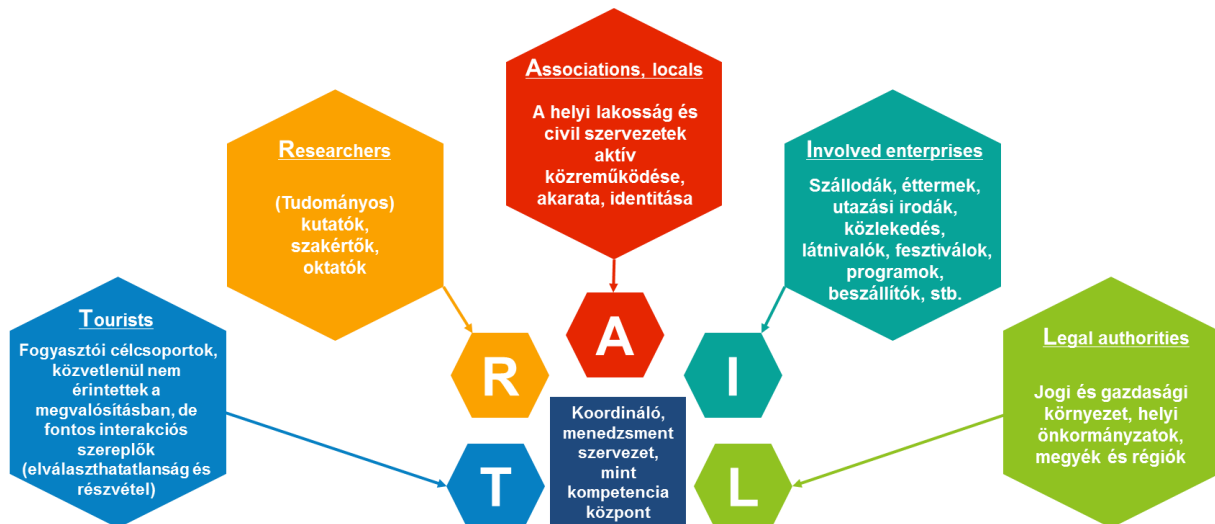 Associations, locals
A helyi lakosság és
civil szervezetek
aktív
közreműködése,
akarata, identitása
Researchers
(Tudományos)
kutatók,
szakértők,
oktatók
Involved enterprises
Szállodák, éttermek,
utazási irodák,
közlekedés,
látnivalók, fesztiválok,
programok,
beszállítók, stb.
Tourists
Fogyasztói célcsoportok,
közvetlenül nem
érintettek a
megvalósításban, de
fontos interakciós
szereplők
(elválaszthatatlanság és
részvétel)
Legal authorities
Jogi és gazdasági
környezet, helyi
önkormányzatok,
megyék és régiók
T
R
A
I
L
Koordináló,
menedzsment
szervezet,
mint
kompetencia
központ